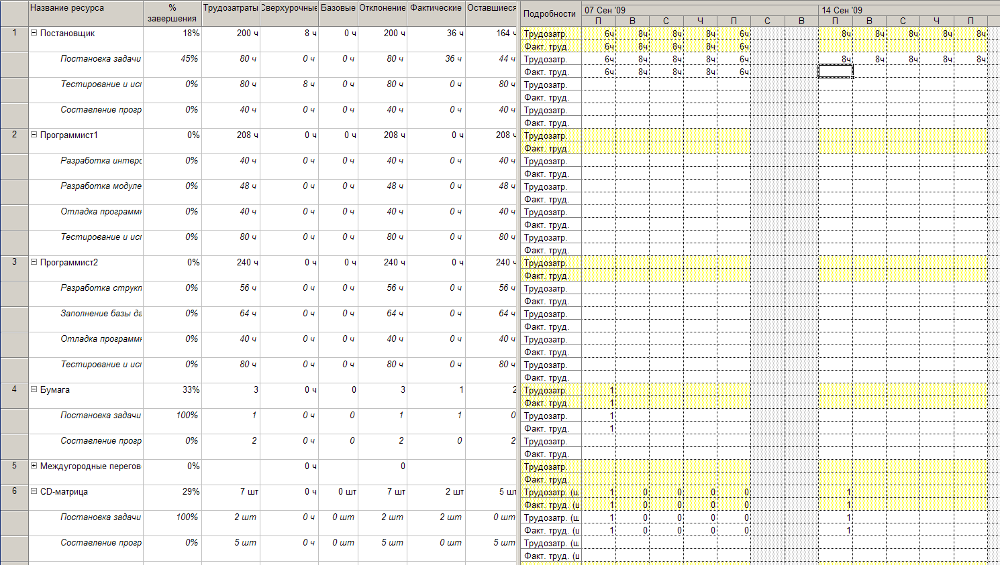 Название ресурса % завершения Трудозатраты Сверхурочные Базовые Отклонение Фактические Оставшиеся Подробности 07 Сен '09 14 Сен '09
П В С Ч П С В П В С Ч П
1 Постановщик 18% 200 ч 8 ч 0 ч 200 ч 36 ч 164 ч Трудозатр. 6ч 8ч 8ч 8ч 6ч 8ч 8ч 8ч 8ч 8ч
Факт. труд. 6ч 8ч 8ч 8ч 6ч
Постановка задачи 45% 80 ч 0 ч 0 ч 80 ч 36 ч 44 ч Трудозатр. 6ч 8ч 8ч 8ч 6ч 8ч 8ч 8ч 8ч 8ч
Факт. труд. 6ч 8ч 8ч 8ч 6ч
Тестирование и исп 0% 80 ч 8 ч 0 ч 80 ч 0 ч 80 ч Трудозатр.
Факт. труд.
Составление прогр 0% 40 ч 0 ч 0 ч 40 ч 0 ч 40 ч Трудозатр.
Факт. труд.
2 Программист1 0% 208 ч 0 ч 0 ч 208 ч 0 ч 208 ч Трудозатр.
Факт. труд.
Разработка интерс 0% 40 ч 0 ч 0 ч 40 ч 0 ч 40 ч Трудозатр.
Факт. труд.
Разработка модуле 0% 48 ч 0 ч 0 ч 48 ч 0 ч 48 ч Трудозатр.
Факт. труд.
Отладка программн 0% 40 ч 0 ч 0 ч 40 ч 0 ч 40 ч Трудозатр.
Факт. труд.
Тестирование и исп 0% 80 ч 0 ч 0 ч 80 ч 0 ч 80 ч Трудозатр.
Факт. труд.
3 Программист2 0% 240 ч 0 ч 0 ч 240 ч 0 ч 240 ч Трудозатр.
Факт. труд.
Разработка структ 0% 56 ч 0 ч 0 ч 56 ч 0 ч 56 ч Трудозатр.
Факт. труд.
Заполнение базы да 0% 64 ч 0 ч 0 ч 64 ч 0 ч 64 ч Трудозатр.
Факт. труд.
Отладка программн 0% 40 ч 0 ч 0 ч 40 ч 0 ч 40 ч Трудозатр.
Факт. труд.
Тестирование и исп 0% 80 ч 0 ч 0 ч 80 ч 0 ч 80 ч Трудозатр.
Факт. труд.
4 Бумага 33% 3 0 ч 0 3 1 2 Трудозатр. 1
Факт. труд. 1
Постановка задачи 100% 1 0 ч 0 1 1 0 Трудозатр. 1
Факт. труд. 1
Составление прогр 0% 2 0 ч 0 2 0 2 Трудозатр.
Факт. труд.
5 Междугородные перегов 0% 0 ч 0 Трудозатр.
Факт. труд.
6 CD-матрица 29% 7 шт 0 ч 0 шт 7 шт 2 шт 5 шт Трудозатр. (ш 1 0 0 0 0 1
Факт. труд. (ш 1 0 0 0 0 1
Постановка задачи 100% 2 шт 0 ч 0 шт 2 шт 2 шт 0 шт Трудозатр. (ш 1 0 0 0 0 1
Факт. труд. (ш 1 0 0 0 0 1
Составление прогр 0% 5 шт 0 ч 0 шт 5 шт 0 шт 5 шт Трудозатр. (ш
Факт. труд. (ш